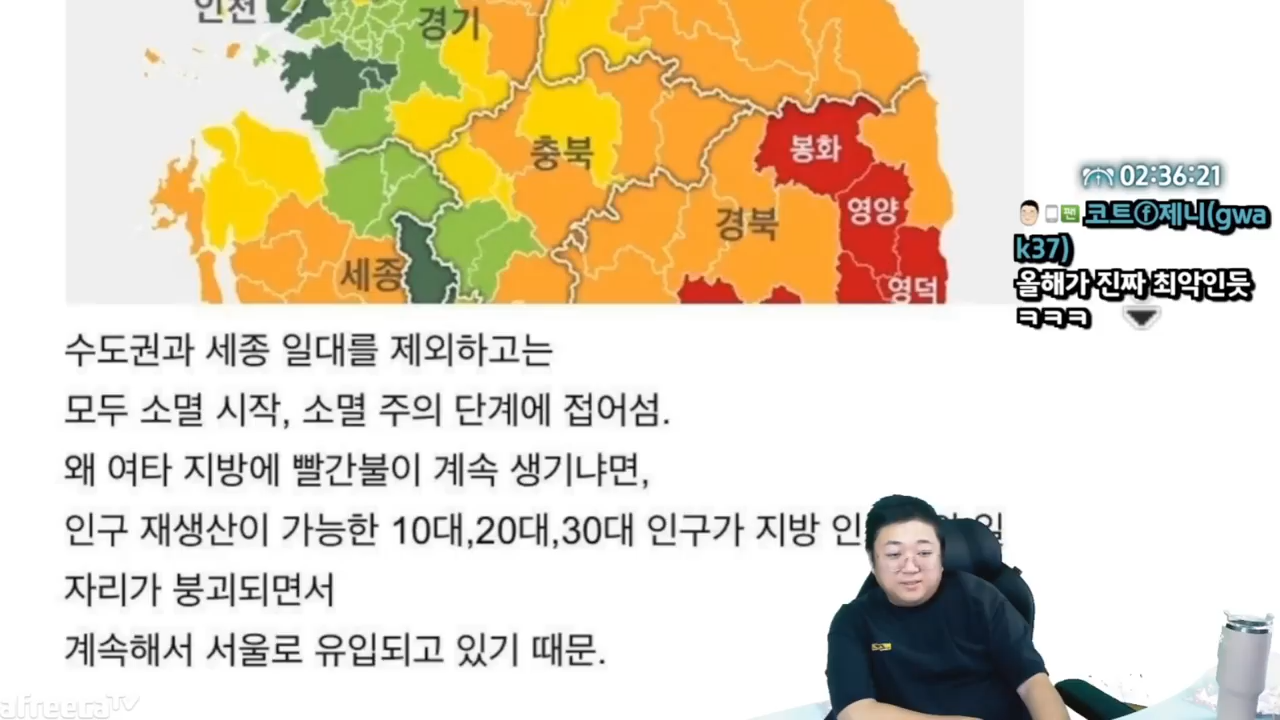 인천
경기
충북
봉화
영양
경북
세종
영덕
02:36:21
팬 코트ⓕ제니(gwa
k37)
올해가 진짜 최악인듯
ㅋㅋㅋ
수도권과 세종 일대를 제외하고는
모두 소멸 시작, 소멸 주의 단계에 접어섬.
왜 여타 지방에 빨간불이 계속 생기냐면,
인구 재생산이 가능한 10대,20대,30대 인구가 지방
자리가 붕괴되면서
계속해서 서울로 유입되고 있기 때문.
afreecaTV